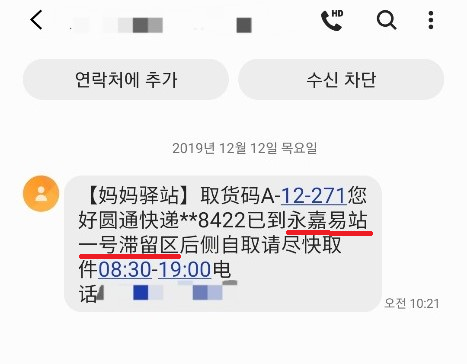 HD
연락처에 추가
수신 차단
2019년 12월 12일 목요일
【妈妈驿站】取货码A-12-271您
好圆通快递**8422已到永嘉易站
一号滞留区后侧自取请尽快取
件08:30-19:00电
话
오전 10:21